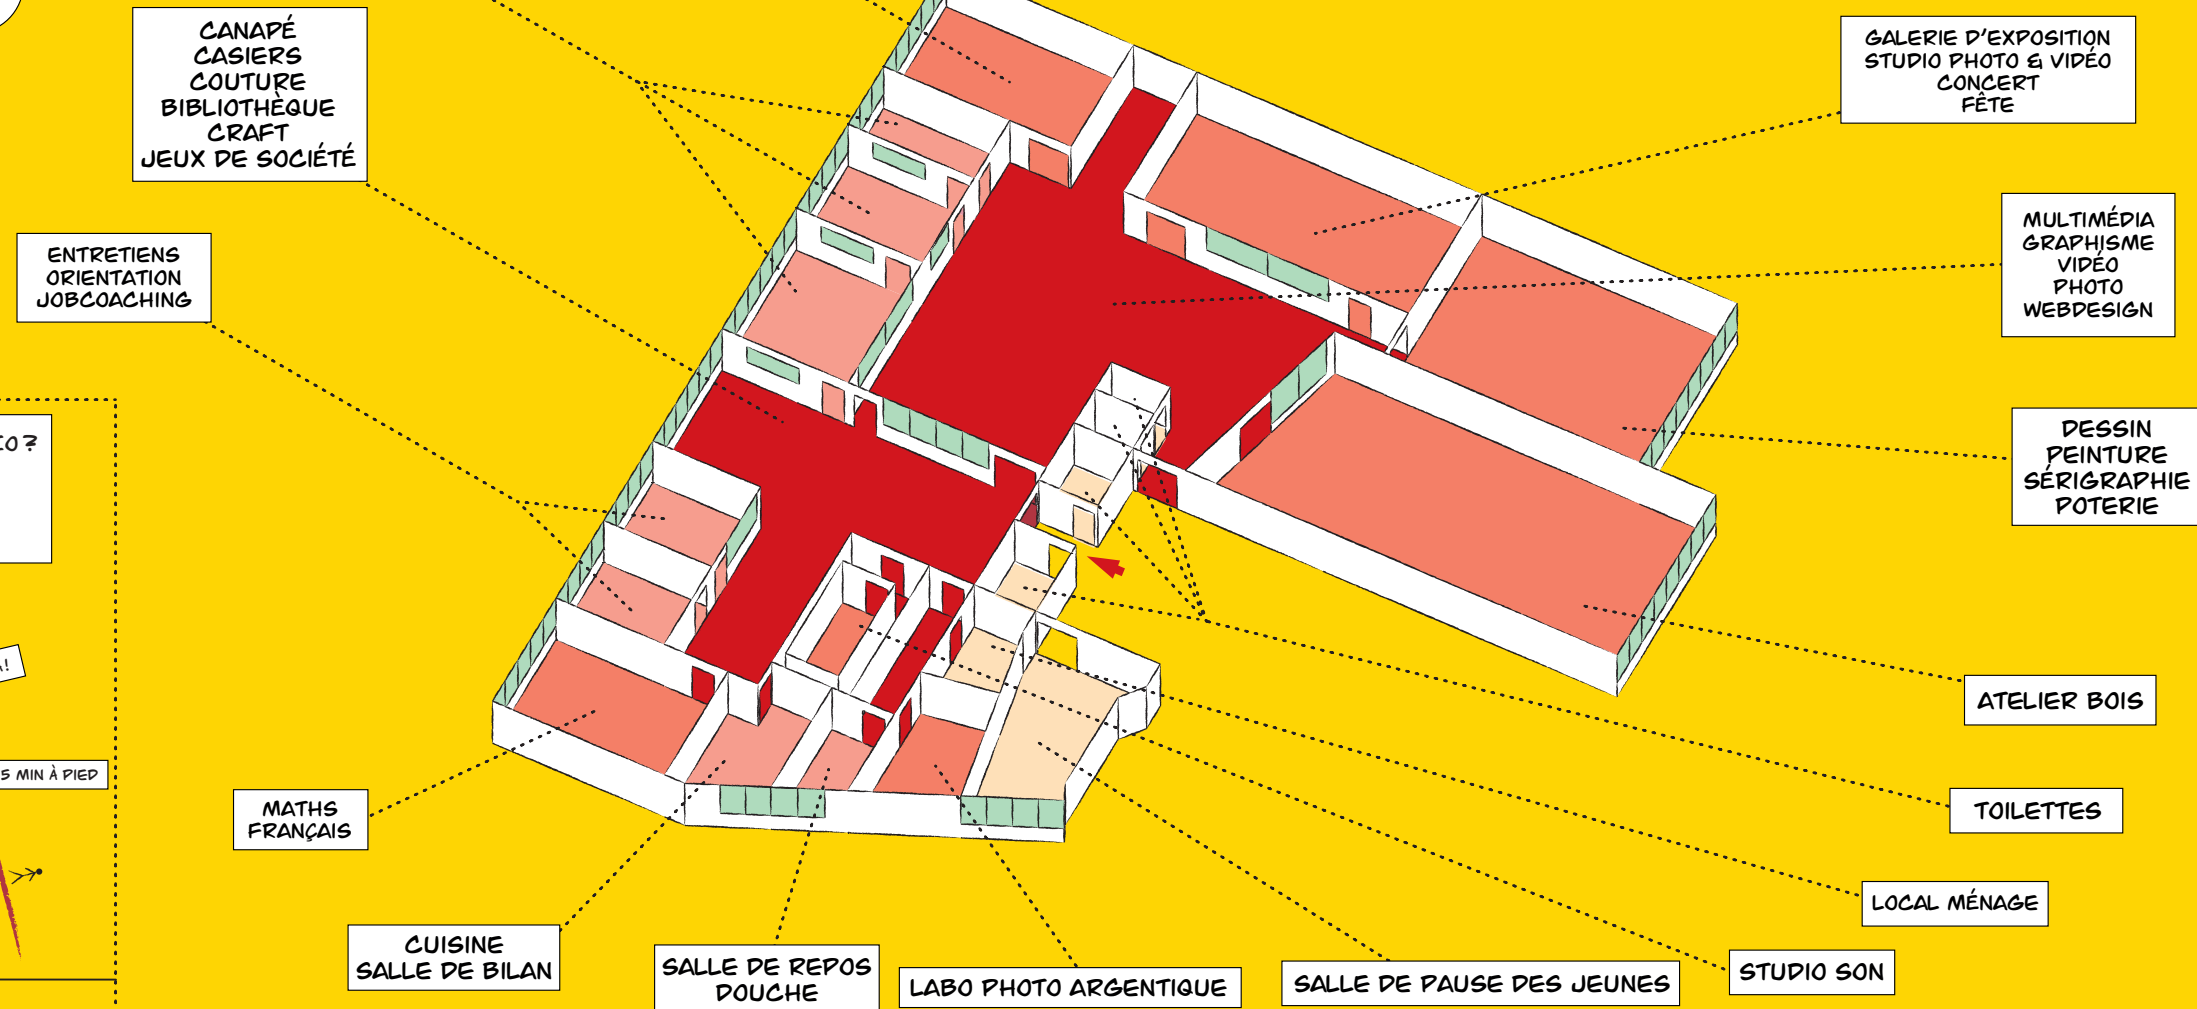 CANAPÉ
CASIERS
COUTURE
BIBLIOTHÈQUE
CRAFT
JEUX DE SOCIÉTÉ
GALERIE D'EXPOSITION
STUDIO PHOTO & VIDÉO
CONCERT
FÊTE
ENTRETIENS
ORIENTATION
JOBCOACHING
MULTIMÉDIA
GRAPHISME
VIDÉO
PHOTO
WEBDESIGN
DESSIN
PEINTURE
SÉRIGRAPHIE
POTERIE
?
!
5 MIN À PIED
ATELIER BOIS
MATHS
FRANÇAIS
TOILETTES
LOCAL MÉNAGE
CUISINE
SALLE DE BILAN
SALLE DE REPOS
DOUCHE
LABO PHOTO ARGENTIQUE
SALLE DE PAUSE DES JEUNES
STUDIO SON